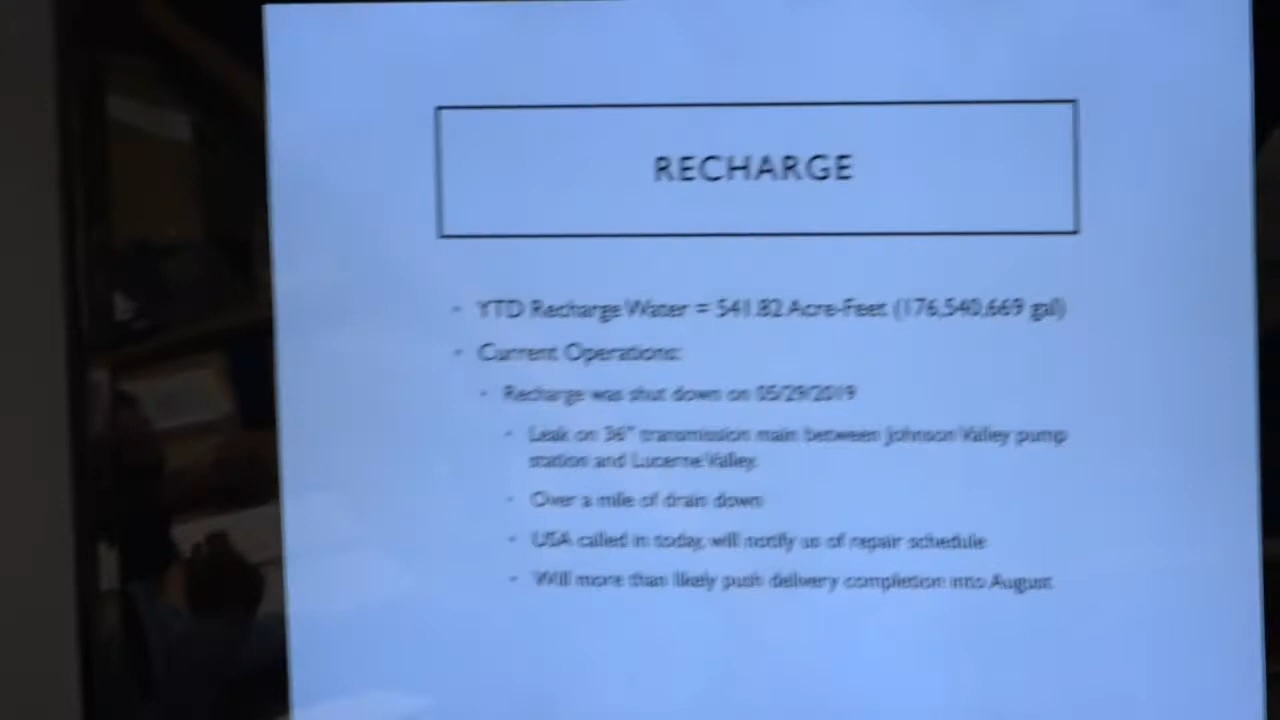 RECHARGE
YTD Recharge Water = 541.82 Acre-Feet (176,540,669 gal)
Current Operations:
Recharge was shut down on 05/29/2019
Leak on 36" transmission main between Johnson Valley pump
station and Lucerne Valley.
Over a mile of drain down
USA called in today, will notify us of repair schedule
Will more than likely push delivery completion into August